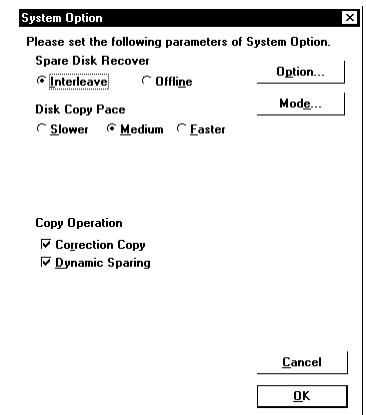 System Option
Please set the following parameters of System Option.
Spare Disk Recover
Interleave Offline
Option...
Disk Copy Pace
Mode...
Slower Medium Faster
Copy Operation
Correction Copy
Dynamic Sparing
Cancel
OK